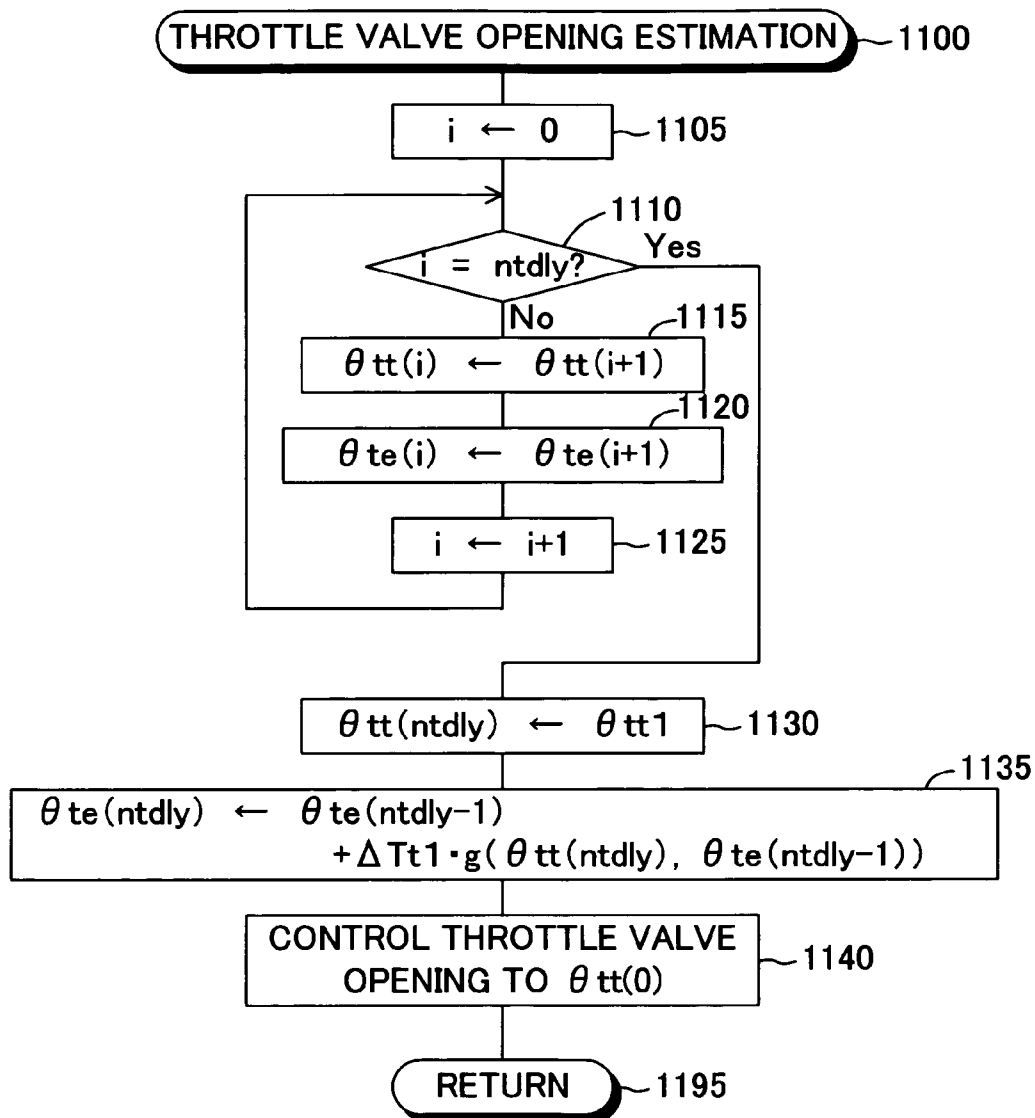 THROTTLE VALVE OPENING ESTIMATION
1100
i ← 0
1105
1110
i = ntdly?
Yes
No
1115
θtt(i) ← θtt(i+1)
1120
θte(i) ← θte(i+1)
i ← i+1
1125
θtt(ntdly) ← θtt1
1130
1135
θte(ntdly) ← θte(ntdly-1)
+ΔTt1·g(θtt(ntdly), θte(ntdly-1))
CONTROL THROTTLE VALVE
OPENING TO θtt(0)
1140
RETURN
1195